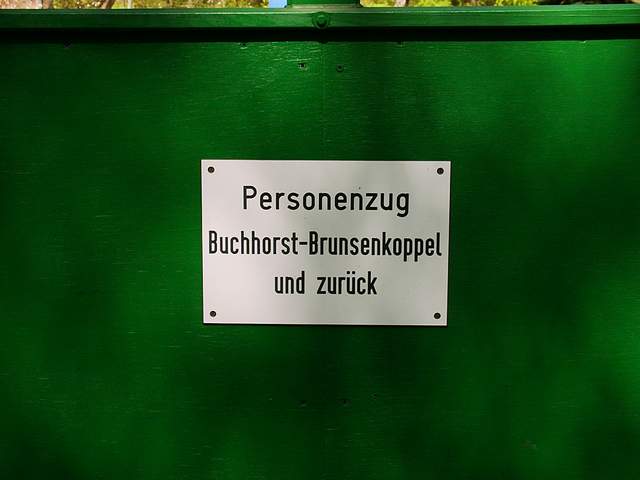 Personenzug
Buchhorst-Brunsenkoppel
und zurück